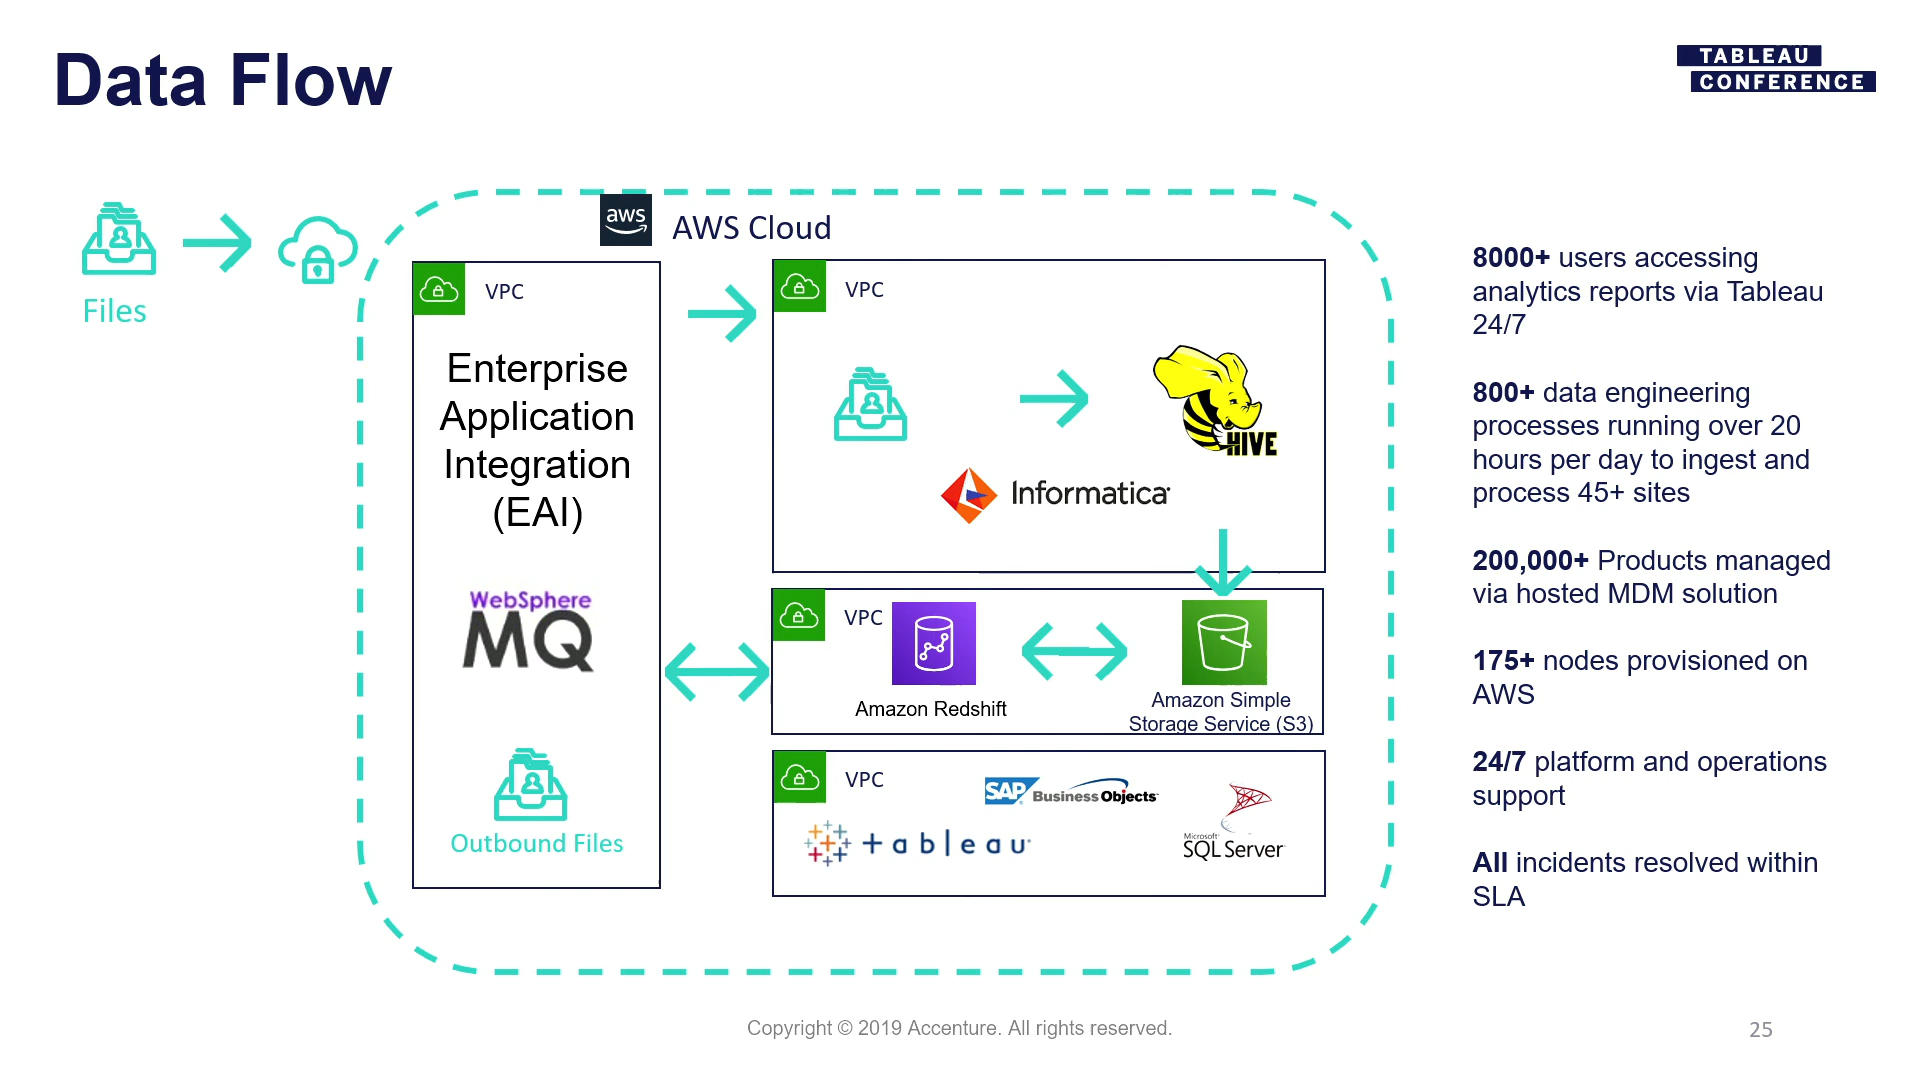 Data Flow
TABLEAU
CONFERENCE
Files
aws
AWS Cloud
VPC
Enterprise
Application
Integration
(EAI)
WebSphere
MQ
Outbound Files
VPC
HIVE
Informatica
VPC
Amazon Redshift
Amazon Simple
Storage Service (S3)
VPC
SAP Business Objects
+ableau
Microsoft
SQL Server
8000+ users accessing
analytics reports via Tableau
24/7
800+ data engineering
processes running over 20
hours per day to ingest and
process 45+ sites
200,000+ Products managed
via hosted MDM solution
175+ nodes provisioned on
AWS
24/7 platform and operations
support
All incidents resolved within
SLA
Copyright © 2019 Accenture. All rights reserved.
25